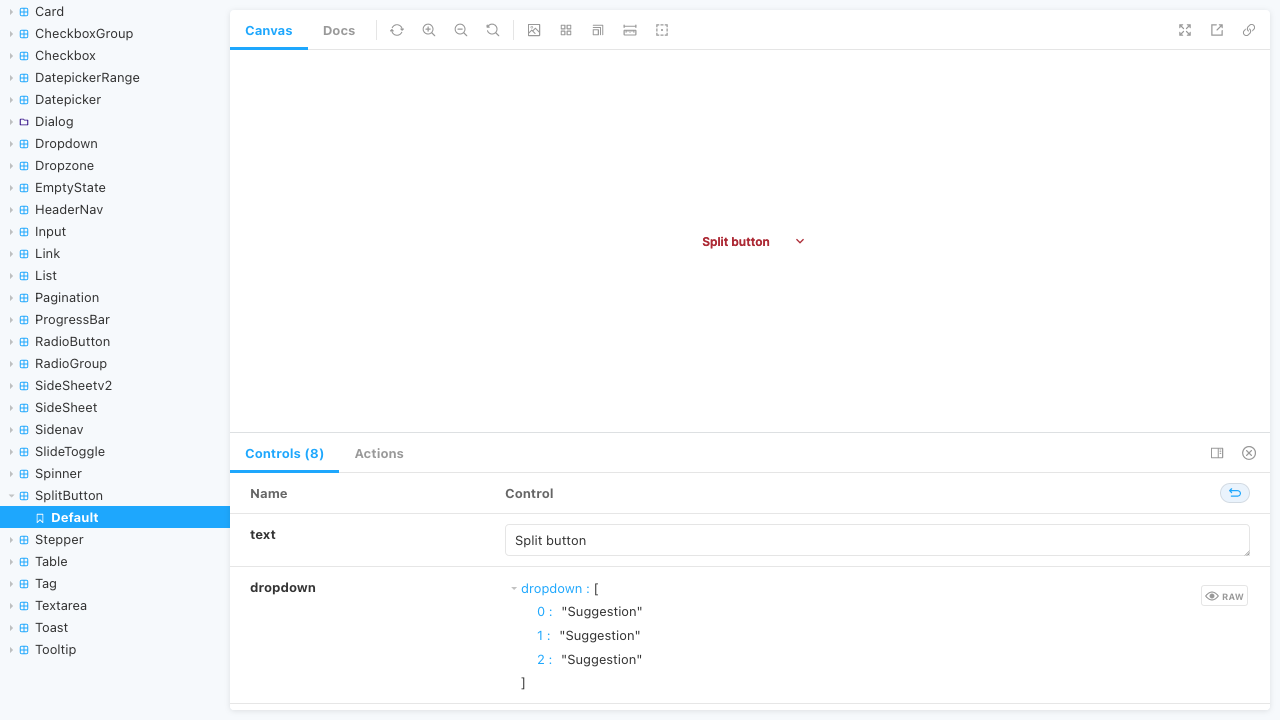 Card
CheckboxGroup
Checkbox
DatepickerRange
Datepicker
Dialog
Dropdown
Dropzone
EmptyState
HeaderNav
Input
Link
List
Pagination
ProgressBar
RadioButton
RadioGroup
SideSheetv2
SideSheet
Sidenav
SlideToggle
Spinner
SplitButton
Default
Stepper
Table
Tag
Textarea
Toast
Tooltip
Canvas Docs
Split button
Controls (8) Actions
Name Control
text Split button
dropdown dropdown : [
RAW
0 : "Suggestion"
1 : "Suggestion"
2 : "Suggestion"
]